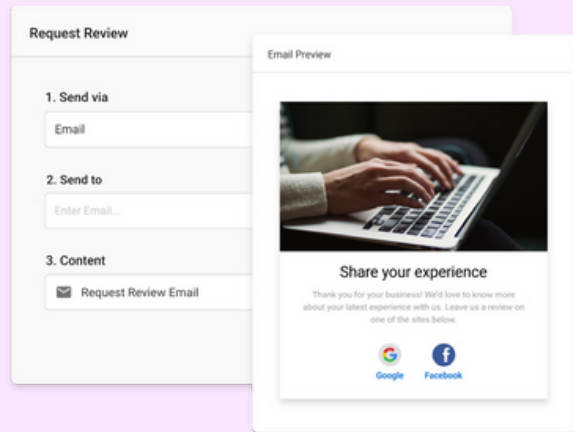 Request Review
1. Send via
Email
2. Send to
Enter Email...
3. Content
Request Review Email
Email Preview
Share your experience
Thank you for your business! We'd love to know more
about your latest experience with us. Leave us a review on
one of the sites below.
Google
Facebook